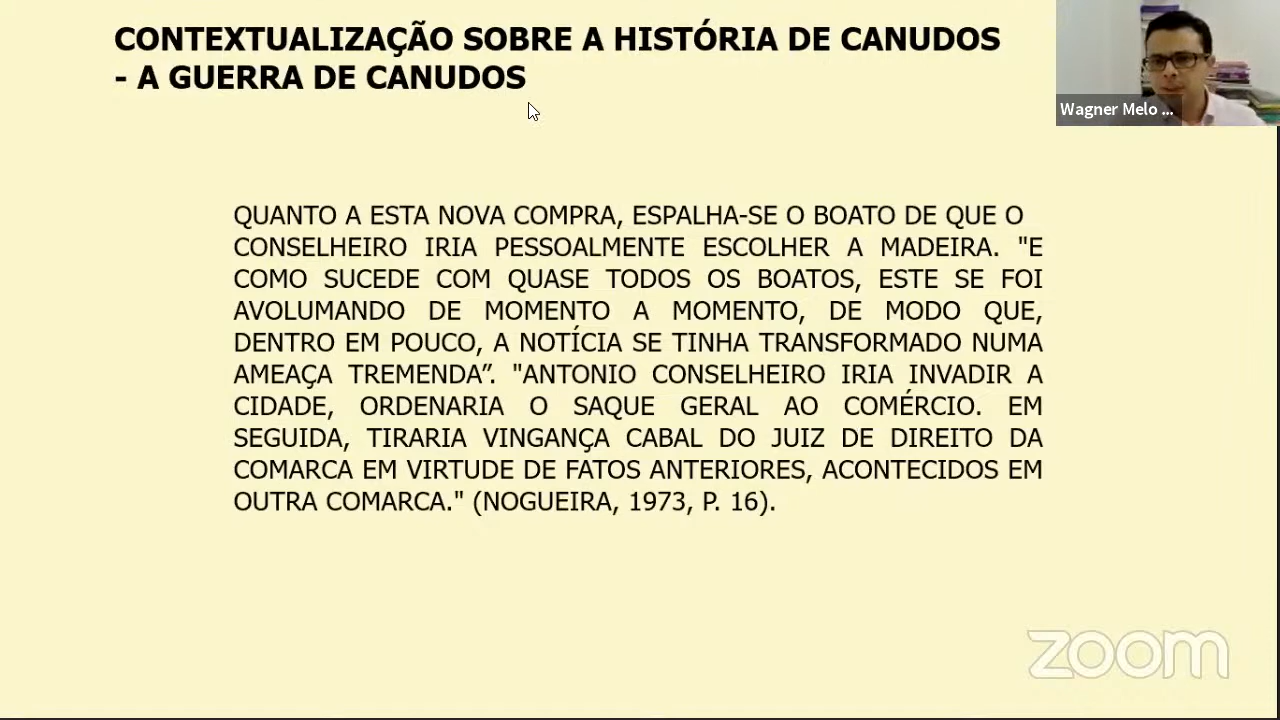 CONTEXTUALIZAÇÃO SOBRE A HISTÓRIA DE CANUDOS
- A GUERRA DE CANUDOS
Wagner Melo ...
QUANTO A ESTA NOVA COMPRA, ESPALHA-SE O BOATO DE QUE O
CONSELHEIRO IRIA PESSOALMENTE ESCOLHER A MADEIRA. "E
COMO SUCEDE COM QUASE TODOS OS BOATOS, ESTE SE FOI
AVOLUMANDO DE MOMENTO A MOMENTO, DE MODO QUE,
DENTRO EM POUCO, A NOTÍCIA SE TINHA TRANSFORMADO NUMA
AMEAÇA TREMENDA”. "ANTONIO CONSELHEIRO IRIA INVADIR A
CIDADE, ORDENARIA O SAQUE GERAL AO COMÉRCIO. EM
SEGUIDA, TIRARIA VINGANÇA CABAL DO JUIZ DE DIREITO DA
COMARCA EM VIRTUDE DE FATOS ANTERIORES, ACONTECIDOS EM
OUTRA COMARCA." (NOGUEIRA, 1973, P. 16).
zoom